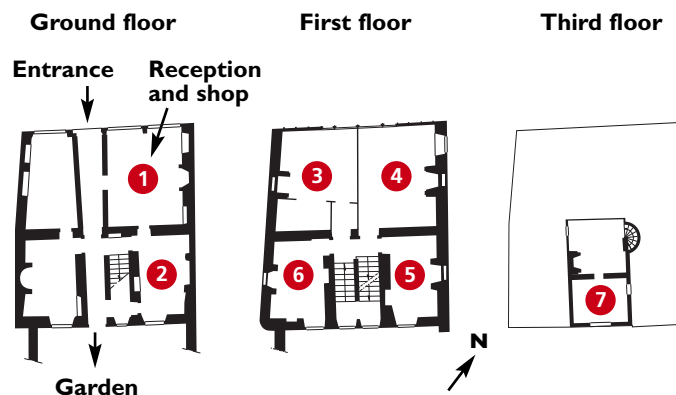 Ground floor
First floor
Third floor
Entrance
Reception
and shop
1
3
4
2
6
5
7
N
Garden